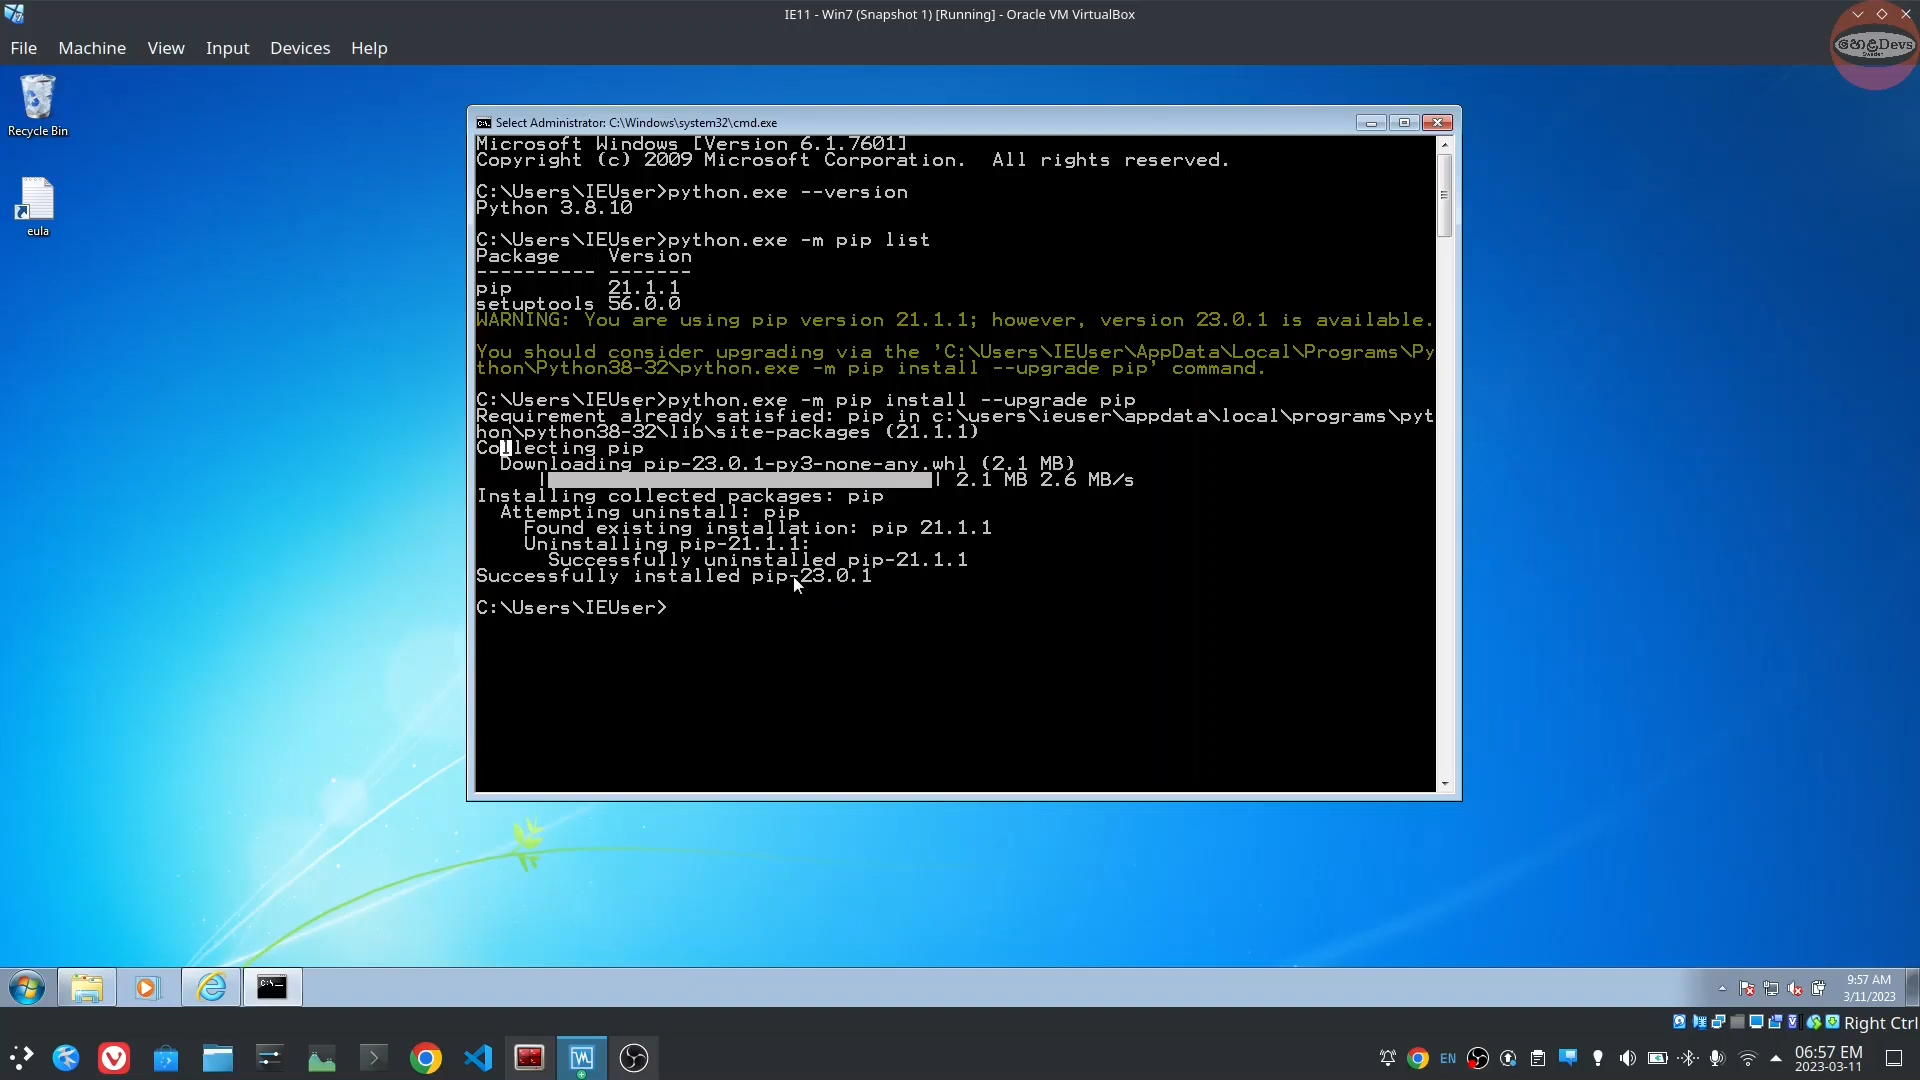 IE11 - Win7 (Snapshot 1) [Running] - Oracle VM VirtualBox
File Machine View Input Devices Help
Devs
Recycle Bin
eula
Select Administrator: C:\Windows\system32\cmd.exe
Microsoft Windows [Version 6.1.7601]
Copyright (c) 2009 Microsoft Corporation.  All rights reserved.
C:\Users\IEUser>python.exe --version
Python 3.8.10
C:\Users\IEUser>python.exe -m pip list
Package    Version
---------- -------
pip        21.1.1
setuptools 56.0.0
WARNING: You are using pip version 21.1.1; however, version 23.0.1 is available.
You should consider upgrading via the 'C:\Users\IEUser\AppData\Local\Programs\Py
thon\Python38-32\python.exe -m pip install --upgrade pip' command.
C:\Users\IEUser>python.exe -m pip install --upgrade pip
Requirement already satisfied: pip in c:\users\ieuser\appdata\local\programs\pyt
hon\python38-32\lib\site-packages (21.1.1)
Collecting pip
Downloading pip-23.0.1-py3-none-any.whl (2.1 MB)
| | 2.1 MB 2.6 MB/s
Installing collected packages: pip
Attempting uninstall: pip
Found existing installation: pip 21.1.1
Uninstalling pip-21.1.1:
Successfully uninstalled pip-21.1.1
Successfully installed pip-23.0.1
C:\Users\IEUser>
9:57 AM
3/11/2023
Right Ctrl
EN
06:57 EM
2023-03-11